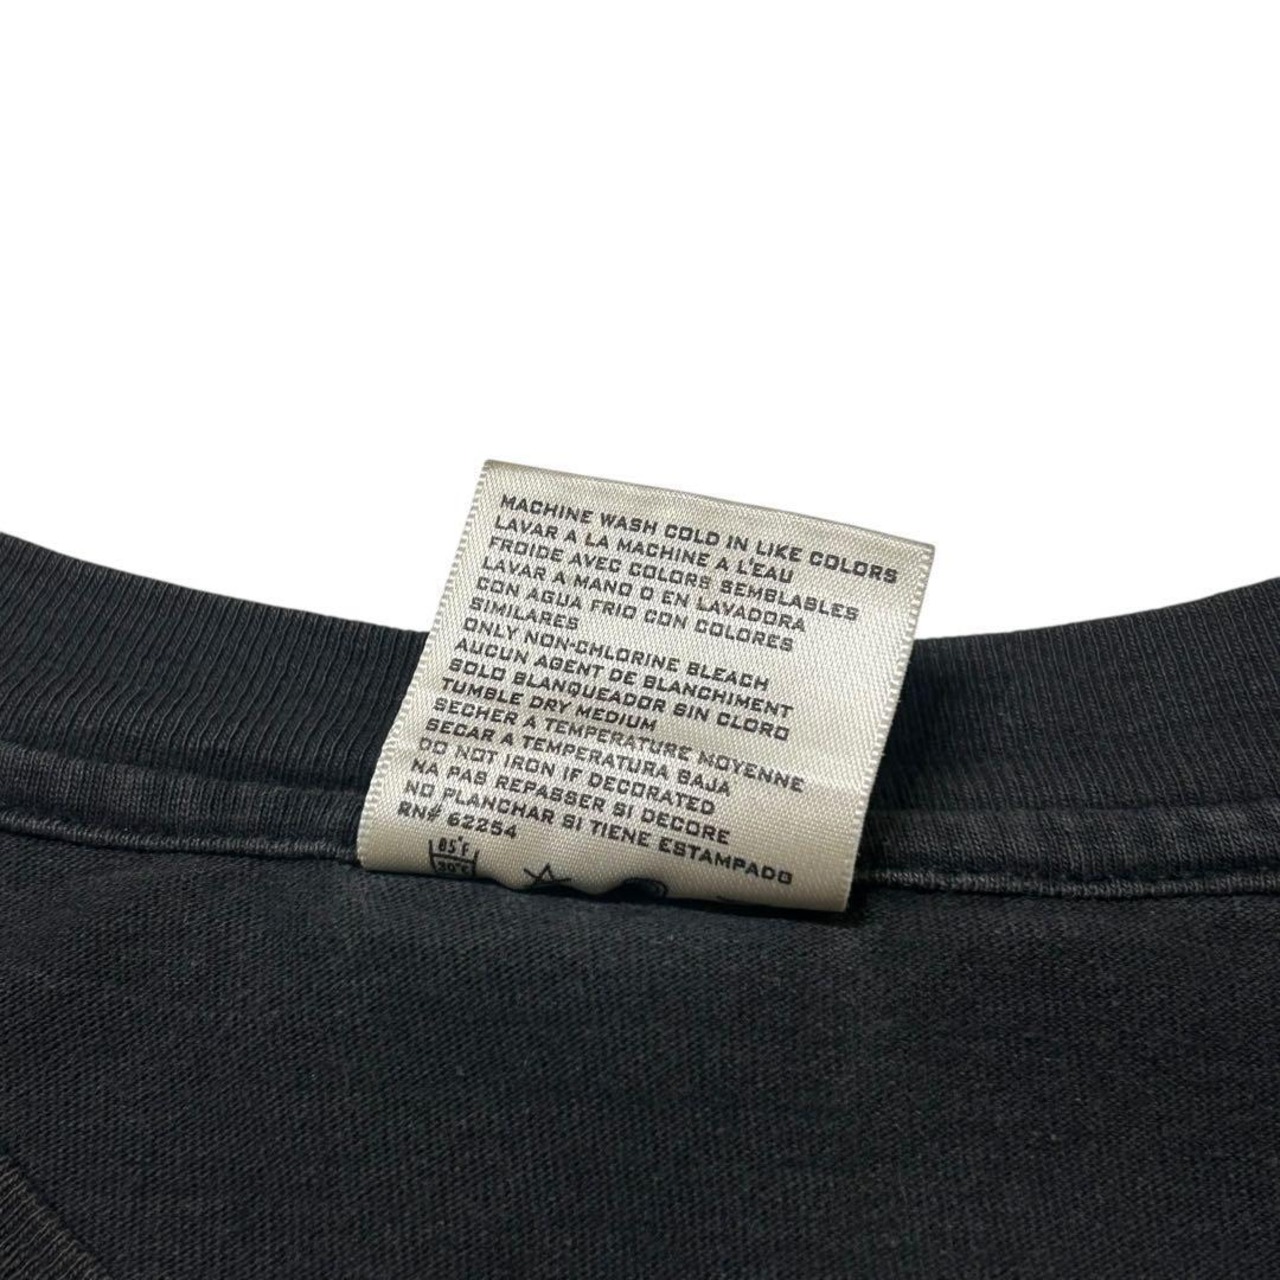 MACHINE WASH COLD IN LIKE COLORS
LAVAR A LA MACHINE A L'EAU
FROIDE AVEC COLORS SEMBLABLES
LAVAR A MANO O EN LAVADORA
CON AGUA FRIO CON COLORES
SIMILARES
ONLY NON-CHLORINE BLEACH
AUCUN AGENT DE BLANCHIMENT
SOLO BLANQUEADOR SIN CLORO
TUMBLE DRY MEDIUM
SECHER A TEMPERATURE MOYENNE
SECAR A TEMPERATURA BAJA
DO NOT IRON IF DECORATED
NA PAS REPASSER SI DECORE
NO PLANCHAR SI TIENE ESTAMPADO
RN# 62254
85°F
30°C